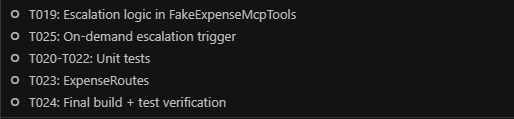 T019: Escalation logic in FakeExpenseMcpTools
T025: On-demand escalation trigger
T020-T022: Unit tests
T023: ExpenseRoutes
T024: Final build + test verification